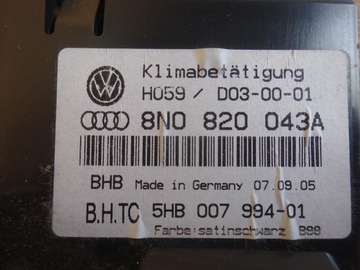 Klimabetätigung
H059 / D03-00-01
8N0 820 043A
BHB Made in Germany 07.09.05
B.H.TC 5HB 007 994-01
Farbe: satinschwarz B98